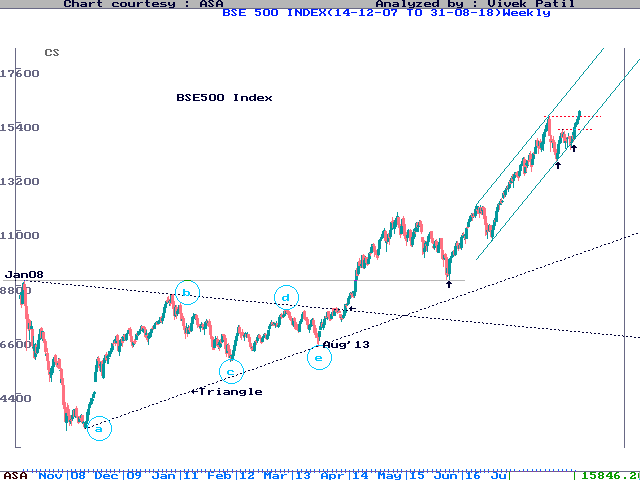 Chart courtesy : ASA Analyzed by : Vivek Patil
BSE 500 INDEX(14-12-07 TO 31-08-18)Weekly
CS
17600
BSE500 Index
15400
13200
11000
Jan08
8800
b
d
6600
Aug'13
e
c
←Triangle
4400
a
ASA Nov|08 Dec|09 Jan|11 Feb|12 Mar|13 Apr|14 May|15 Jun|16 Ju| |15846.2